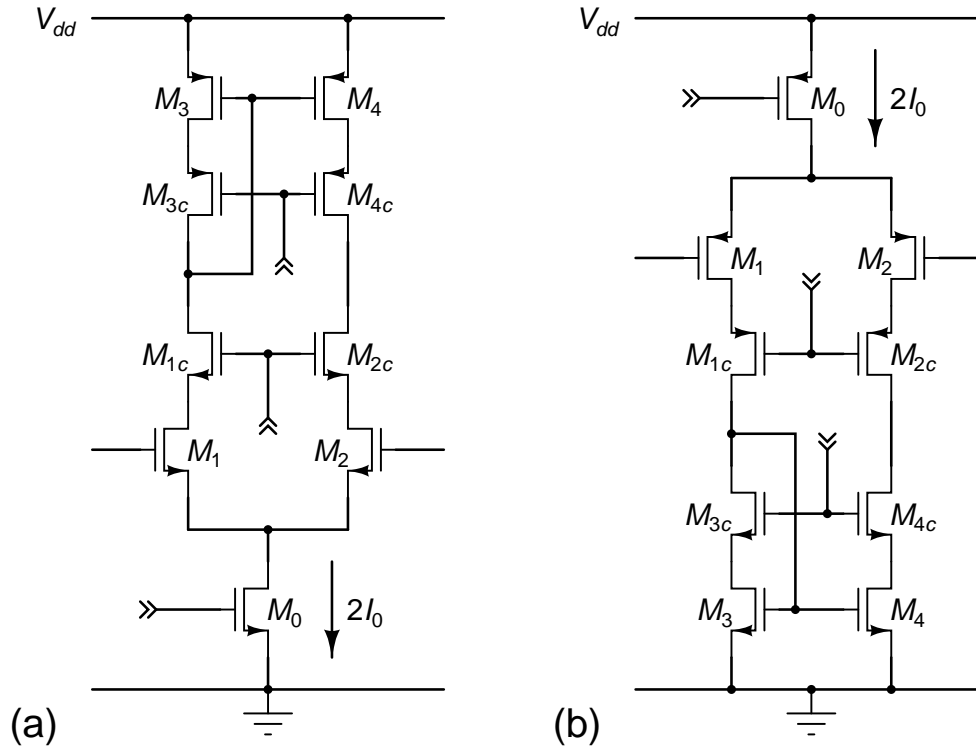 V_dd
M_3
M_4
M_3c
M_4c
M_1c
M_2c
M_1
M_2
M_0
2I_0
(a)
V_dd
M_0
2I_0
M_1
M_2
M_1c
M_2c
M_3c
M_4c
M_3
M_4
(b)